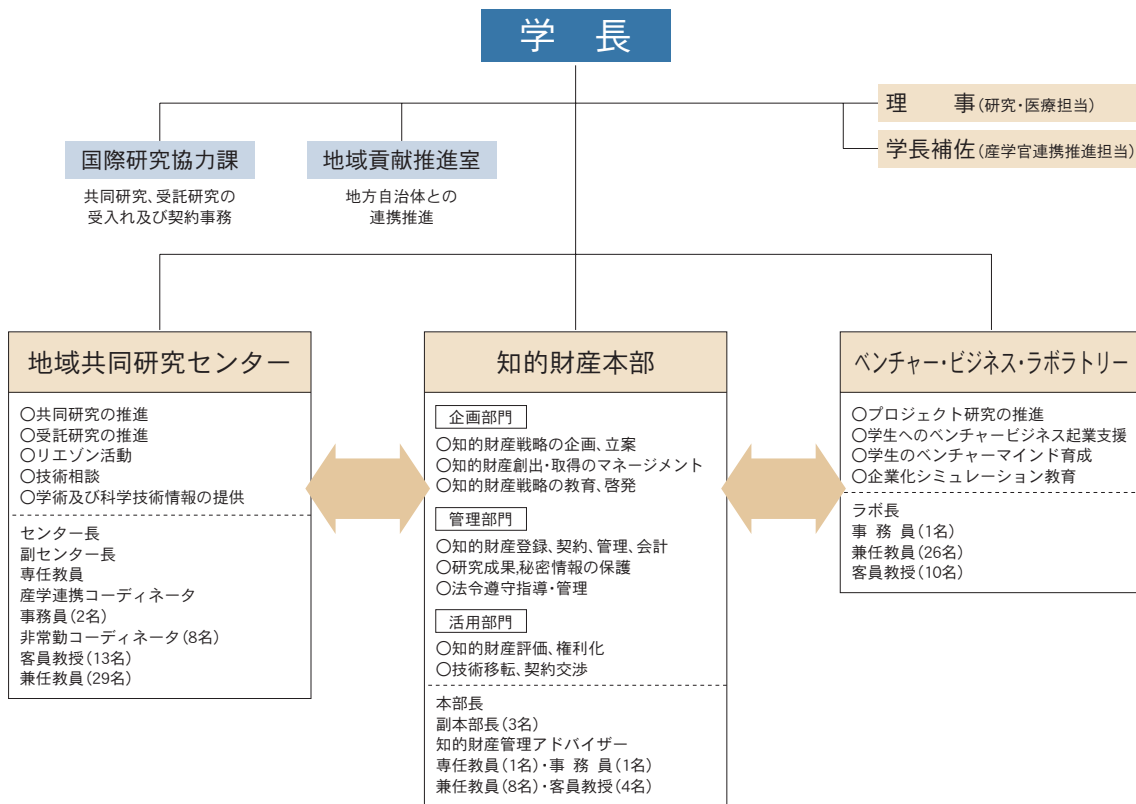 学　長
理　　事(研究・医療担当)
学長補佐(産学官連携推進担当)
国際研究協力課
共同研究、受託研究の
受入れ及び契約事務
地域貢献推進室
地方自治体との
連携推進
地域共同研究センター
○共同研究の推進
○受託研究の推進
○リエゾン活動
○技術相談
○学術及び科学技術情報の提供
センター長
副センター長
専任教員
産学連携コーディネータ
事務員(2名)
非常勤コーディネータ(8名)
客員教授(13名)
兼任教員(29名)
知的財産本部
企画部門
○知的財産戦略の企画、立案
○知的財産創出・取得のマネージメント
○知的財産戦略の教育、啓発
管理部門
○知的財産登録、契約、管理、会計
○研究成果,秘密情報の保護
○法令遵守指導・管理
活用部門
○知的財産評価、権利化
○技術移転、契約交渉
本部長
副本部長(3名)
知的財産管理アドバイザー
専任教員(1名)・事 務 員(1名)
兼任教員(8名)・客員教授(4名)
ベンチャー・ビジネス・ラボラトリー
○プロジェクト研究の推進
○学生へのベンチャービジネス起業支援
○学生のベンチャーマインド育成
○企業化シミュレーション教育
ラボ長
事 務 員(1名)
兼任教員(26名)
客員教授(10名)